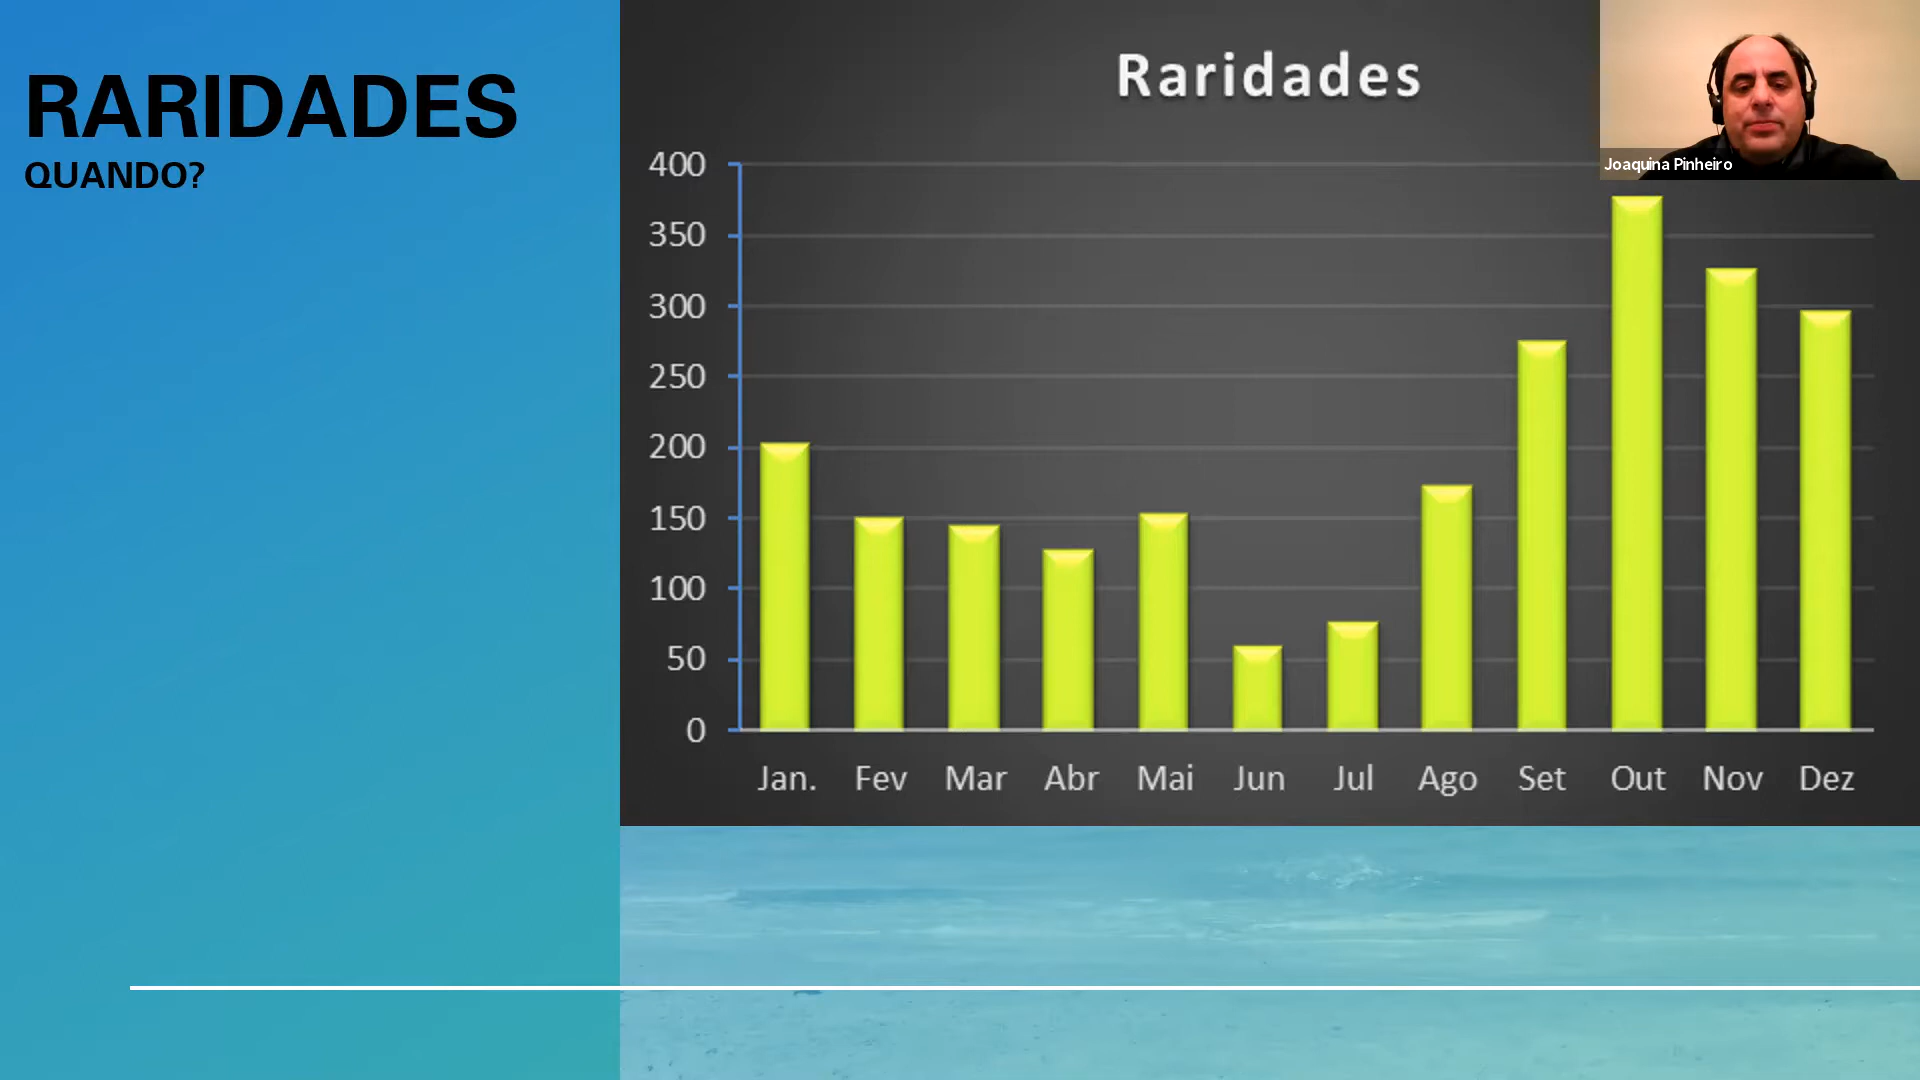 RARIDADES
QUANDO?
Raridades
Joaquina Pinheiro
400
350
300
250
200
150
100
50
0
Jan. Fev Mar Abr Mai Jun Jul Ago Set Out Nov Dez